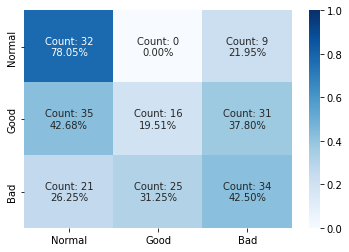 Normal
Count: 32
78.05%
Count: 0
0.00%
Count: 9
21.95%
Good
Count: 35
42.68%
Count: 16
19.51%
Count: 31
37.80%
Bad
Count: 21
26.25%
Count: 25
31.25%
Count: 34
42.50%
Normal
Good
Bad
1.0
0.8
0.6
0.4
0.2
0.0